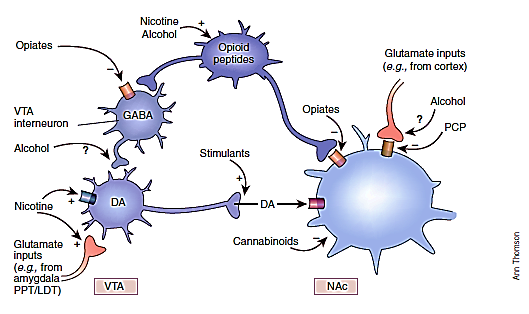 Nicotine
Alcohol
+
Opioid
peptides
Opiates
–
GABA
VTA
interneuron
Alcohol
?
Nicotine
+
DA
Glutamate
inputs
(e.g., from
amygdala
PPT/LDT)
+
VTA
Stimulants
+
DA
Cannabinoids
–
Opiates
–
Glutamate inputs
(e.g., from cortex)
Alcohol
?
PCP
–
NAc
Ann Thomson